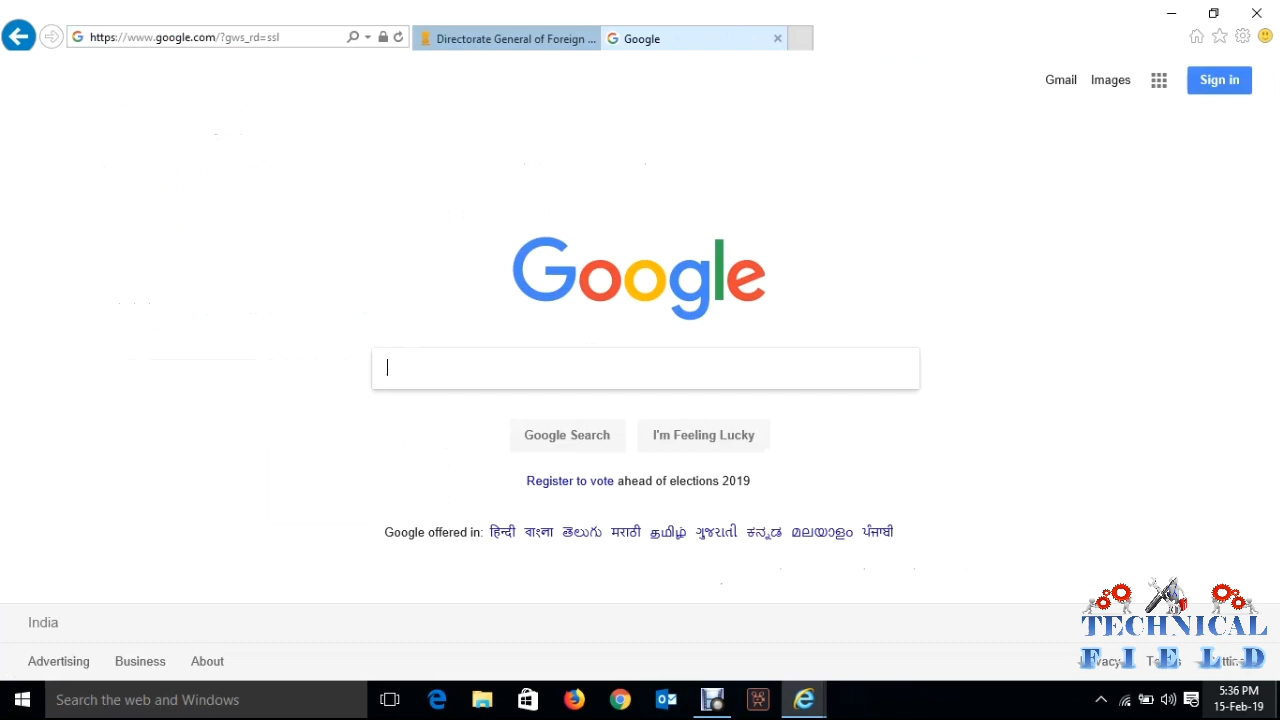 https://www.google.com/?gws_rd=ssl
Directorate General of Foreign ...
Google
Gmail
Images
Sign in
Google
Google Search
I'm Feeling Lucky
Register to vote ahead of elections 2019
Google offered in: हिन्दी বাংলা తెలుగు मराठी தமிழ் ગુજરાતી ಕನ್ನಡ മലയാളം ਪੰਜਾਬੀ
India
TECHNICAL
FIELD
Advertising
Business
About
Search the web and Windows
5:36 PM
15-Feb-19